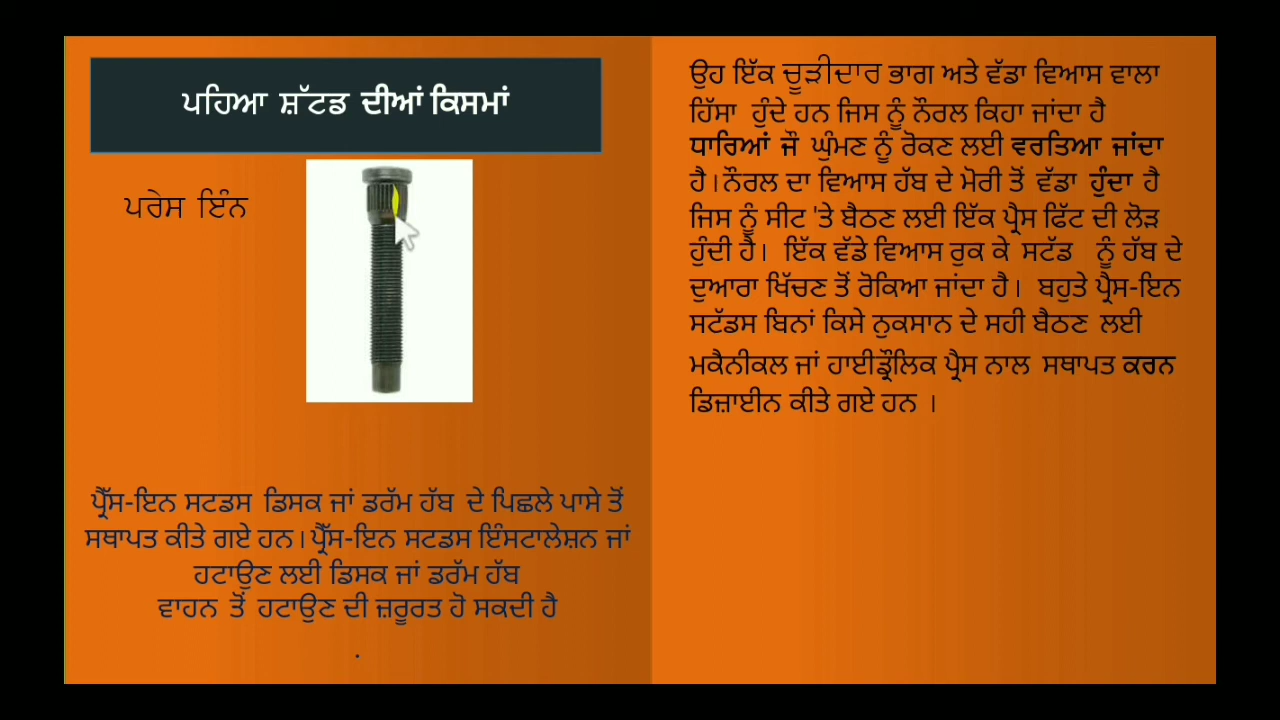 ਪਹਿਆ ਸ਼ੱਟਡ ਦੀਆਂ ਕਿਸਮਾਂ
ਪਰੇਸ ਇੰਨ
ਪ੍ਰੈੱਸ-ਇਨ ਸਟਡਸ ਡਿਸਕ ਜਾਂ ਡਰੱਮ ਹੱਬ ਦੇ ਪਿਛਲੇ ਪਾਸੇ ਤੋਂ
ਸਥਾਪਤ ਕੀਤੇ ਗਏ ਹਨ।ਪ੍ਰੈੱਸ-ਇਨ ਸਟਡਸ ਇੰਸਟਾਲੇਸ਼ਨ ਜਾਂ
ਹਟਾਉਣ ਲਈ ਡਿਸਕ ਜਾਂ ਡਰੱਮ ਹੱਬ
ਵਾਹਨ ਤੋਂ ਹਟਾਉਣ ਦੀ ਜ਼ਰੂਰਤ ਹੋ ਸਕਦੀ ਹੈ
.
ਉਹ ਇੱਕ ਚੂੜੀਦਾਰ ਭਾਗ ਅਤੇ ਵੱਡਾ ਵਿਆਸ ਵਾਲਾ
ਹਿੱਸਾ ਹੁੰਦੇ ਹਨ ਜਿਸ ਨੂੰ ਨੌਰਲ ਕਿਹਾ ਜਾਂਦਾ ਹੈ
ਧਾਰਿਆਂ ਜੋ ਘੁੰਮਣ ਨੂੰ ਰੋਕਣ ਲਈ ਵਰਤਿਆ ਜਾਂਦਾ
ਹੈ।ਨੌਰਲ ਦਾ ਵਿਆਸ ਹੱਬ ਦੇ ਮੋਰੀ ਤੋਂ ਵੱਡਾ ਹੁੰਦਾ ਹੈ
ਜਿਸ ਨੂੰ ਸੀਟ 'ਤੇ ਬੈਠਣ ਲਈ ਇੱਕ ਪ੍ਰੈਸ ਫਿੱਟ ਦੀ ਲੋੜ
ਹੁੰਦੀ ਹੈ। ਇੱਕ ਵੱਡੇ ਵਿਆਸ ਰੁਕ ਕੇ ਸਟੱਡ ਨੂੰ ਹੱਬ ਦੇ
ਦੁਆਰਾ ਖਿੱਚਣ ਤੋਂ ਰੋਕਿਆ ਜਾਂਦਾ ਹੈ। ਬਹੁਤੇ ਪ੍ਰੈਸ-ਇਨ
ਸਟੱਡਸ ਬਿਨਾਂ ਕਿਸੇ ਨੁਕਸਾਨ ਦੇ ਸਹੀ ਬੈਠਣ ਲਈ
ਮਕੈਨੀਕਲ ਜਾਂ ਹਾਈਡ੍ਰੌਲਿਕ ਪ੍ਰੈਸ ਨਾਲ ਸਥਾਪਤ ਕਰਨ
ਡਿਜ਼ਾਈਨ ਕੀਤੇ ਗਏ ਹਨ ।